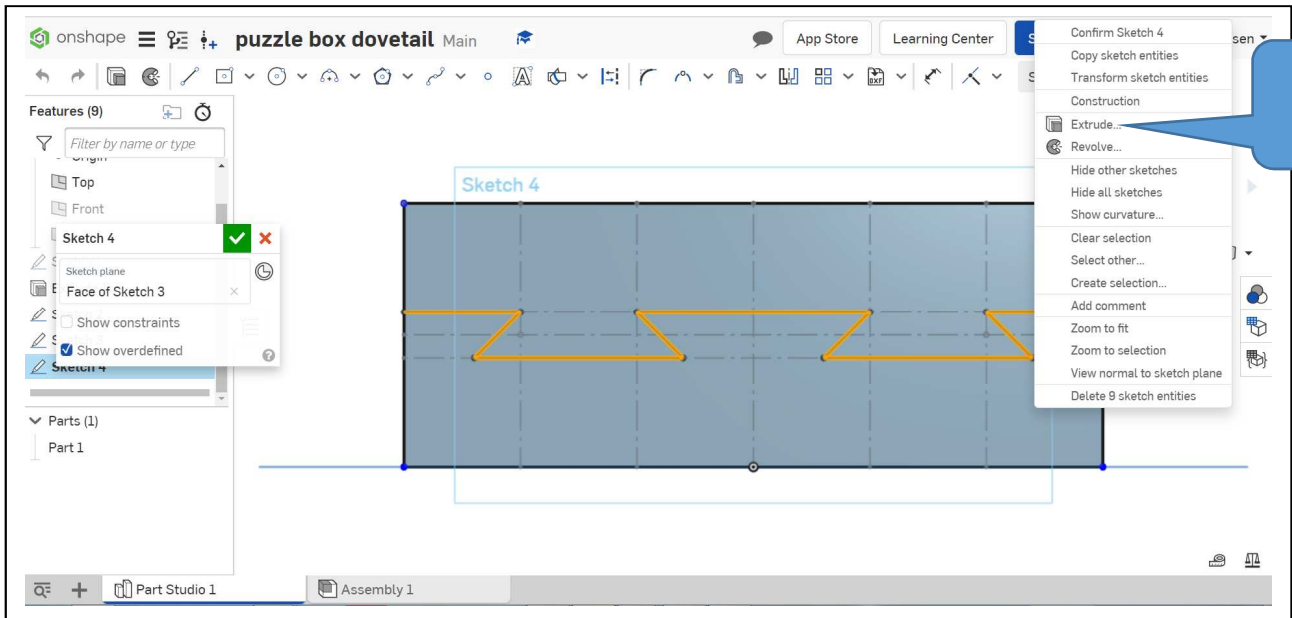 onshape puzzle box dovetail Main App Store Learning Center
Features (9)
Filter by name or type
Origin
Top
Front
Sketch 4
Sketch plane
Face of Sketch 3
Show constraints
Show overdefined
Sketch 4
Parts (1)
Part 1
Sketch 4
Confirm Sketch 4
Copy sketch entities
Transform sketch entities
Construction
Extrude...
Revolve...
Hide other sketches
Hide all sketches
Show curvature...
Clear selection
Select other...
Create selection...
Add comment
Zoom to fit
Zoom to selection
View normal to sketch plane
Delete 9 sketch entities
Part Studio 1
Assembly 1